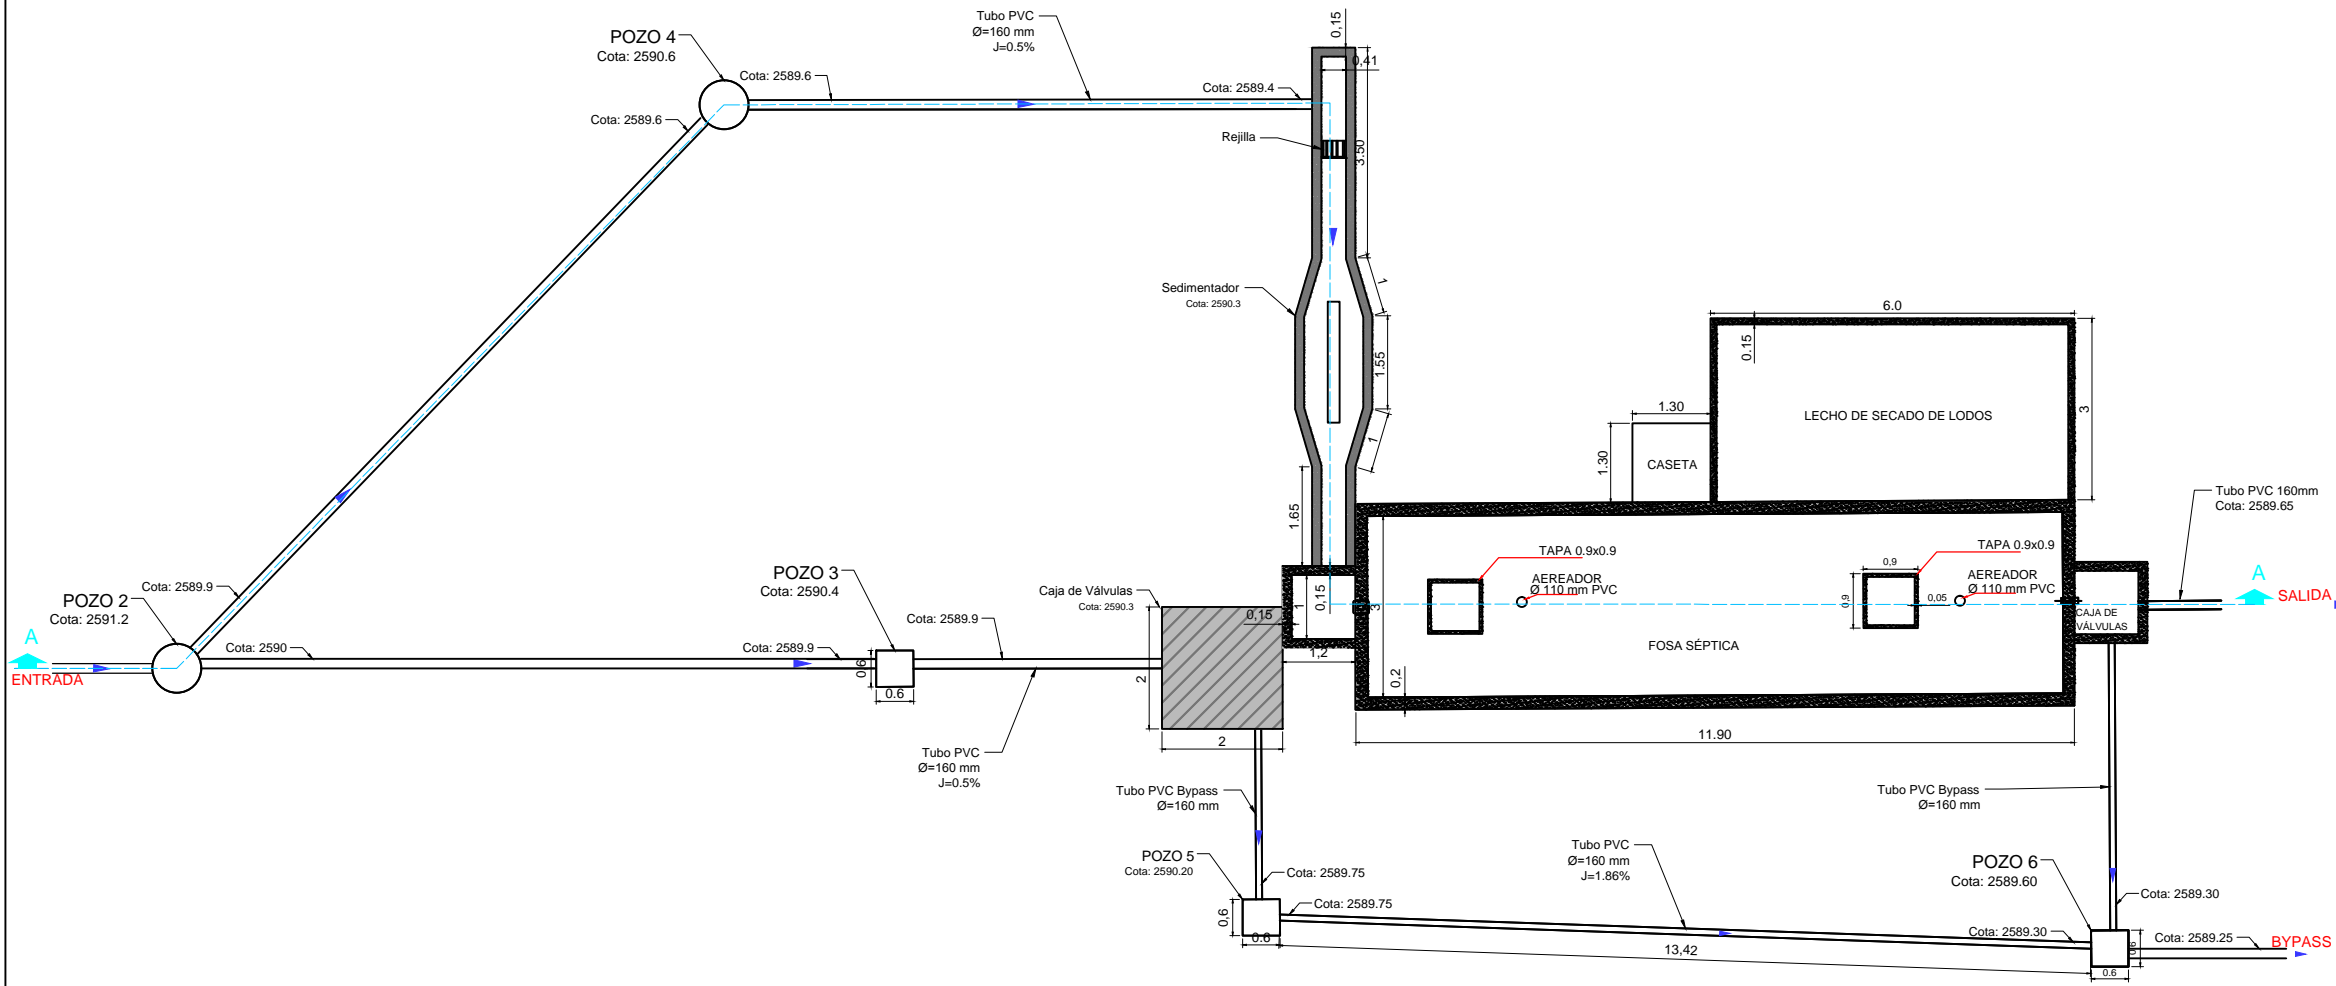 POZO 4
Cota: 2590.6
Cota: 2589.6
Cota: 2589.6
Tubo PVC
Ø=160 mm
J=0.5%
Cota: 2589.4
0,15
0,41
Rejilla
3.50
Sedimentador
Cota: 2590.3
1
1.55
1
1.65
6.0
0.15
LECHO DE SECADO DE LODOS
3
1.30
1.30
CASETA
Tubo PVC 160mm
Cota: 2589.65
A
ENTRADA
POZO 2
Cota: 2591.2
Cota: 2589.9
Cota: 2590
Cota: 2589.9
POZO 3
Cota: 2590.4
0.6
0.6
Cota: 2589.9
Tubo PVC
Ø=160 mm
J=0.5%
Caja de Válvulas
Cota: 2590.3
2
2
0,15
1
0,15
1,2
3
0,2
TAPA 0.9x0.9
AEREADOR
Ø 110 mm PVC
FOSA SÉPTICA
TAPA 0.9x0.9
0,9
0,9
0,05
AEREADOR
Ø 110 mm PVC
CAJA DE
VÁLVULAS
A
SALIDA
11.90
Tubo PVC Bypass
Ø=160 mm
Tubo PVC Bypass
Ø=160 mm
POZO 5
Cota: 2590.20
Cota: 2589.75
Cota: 2589.75
0,6
0.6
Tubo PVC
Ø=160 mm
J=1.86%
13,42
POZO 6
Cota: 2589.60
Cota: 2589.30
Cota: 2589.30
0.6
0.6
Cota: 2589.25
BYPASS